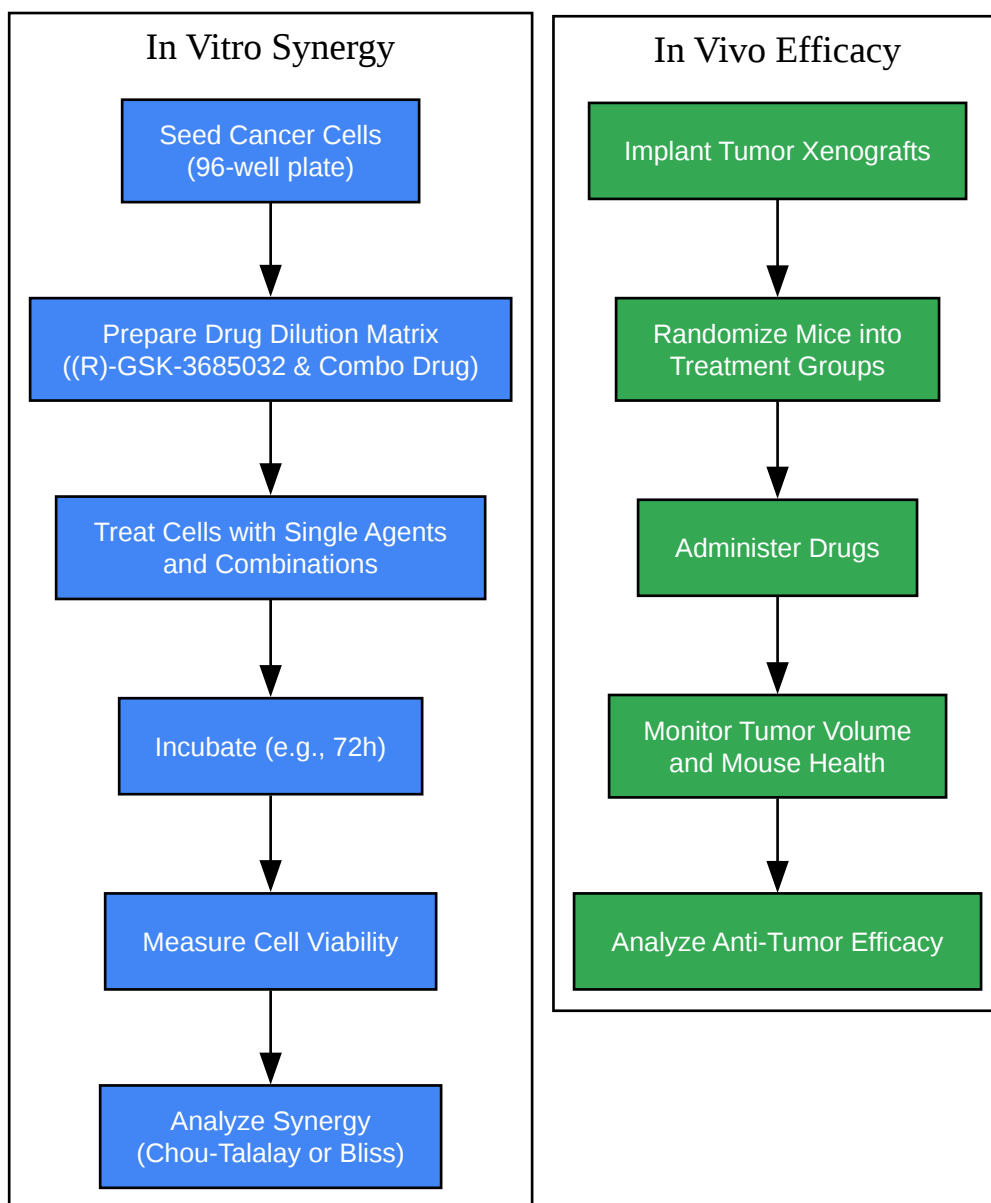 In Vitro Synergy
Seed Cancer Cells
(96-well plate)
Prepare Drug Dilution Matrix
((R)-GSK-3685032 & Combo Drug)
Treat Cells with Single Agents
and Combinations
Incubate (e.g., 72h)
Measure Cell Viability
Analyze Synergy
(Chou-Talalay or Bliss)
In Vivo Efficacy
Implant Tumor Xenografts
Randomize Mice into
Treatment Groups
Administer Drugs
Monitor Tumor Volume
and Mouse Health
Analyze Anti-Tumor Efficacy